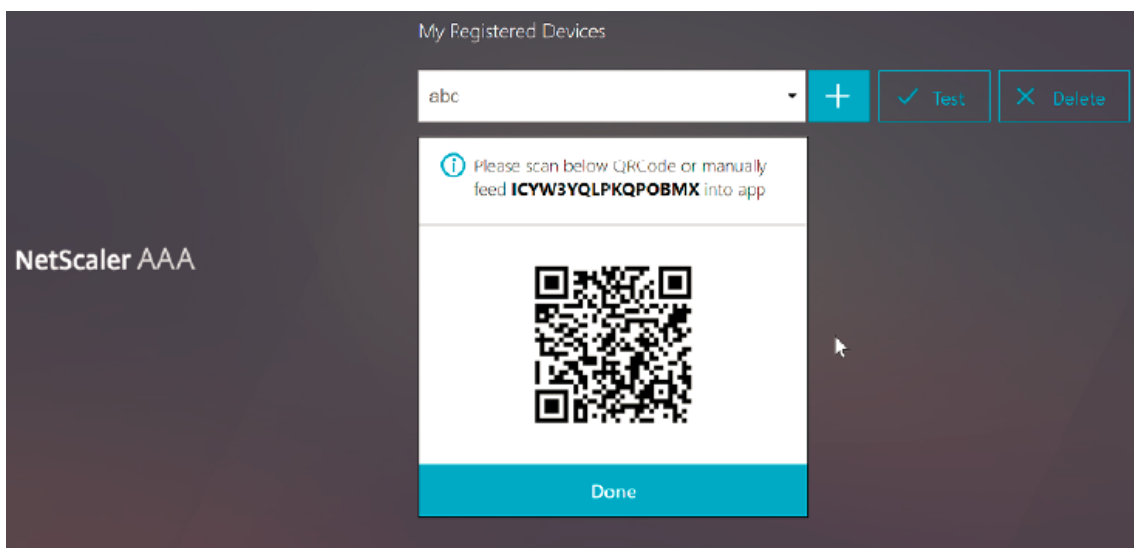 My Registered Devices
abc
Test
Delete
Please scan below QRCode or manually
feed ICYW3YQLPKQPOBMX into app
NetScaler AAA
Done